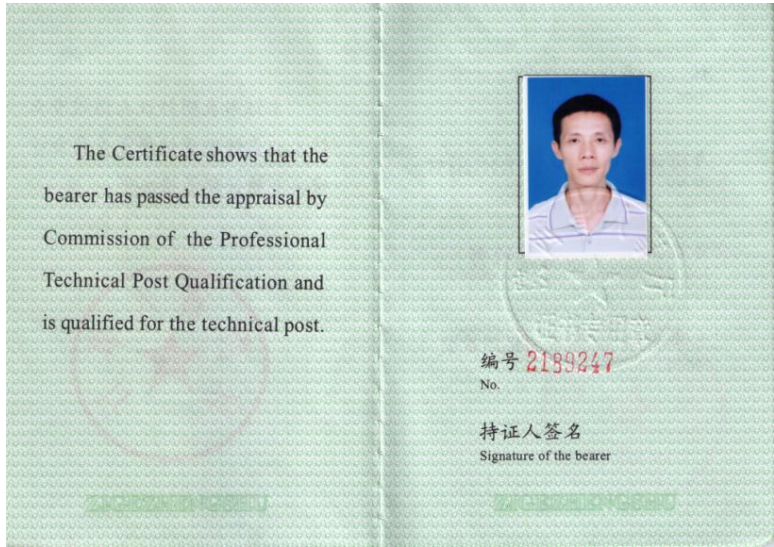 The Certificate shows that the
bearer has passed the appraisal by
Commission of the Professional
Technical Post Qualification and
is qualified for the technical post.
ZIGEZHENGSHU
编号 2189247
No.
持证人签名
Signature of the bearer
ZIGEZHENGSHU